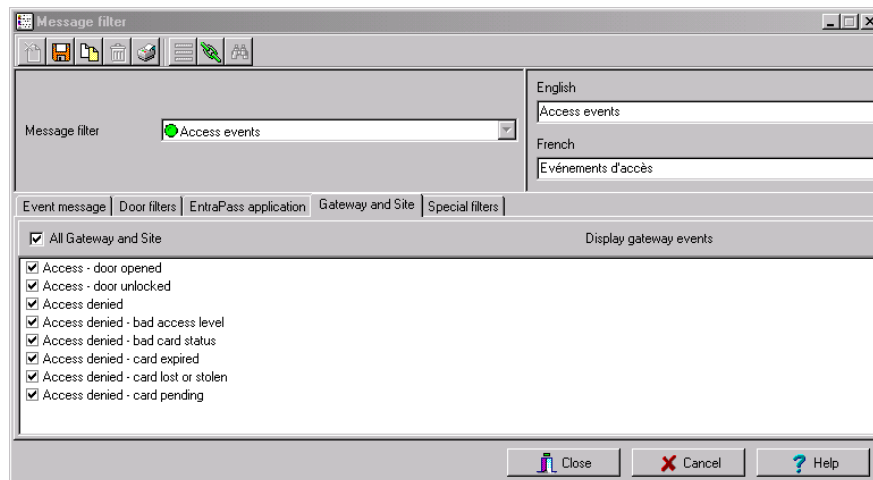 Message filter
English
Access events
Message filter
Access events
French
Evénements d'accès
Event message
Door filters
EntraPass application
Gateway and Site
Special filters
All Gateway and Site
Display gateway events
Access - door opened
Access - door unlocked
Access denied
Access denied - bad access level
Access denied - bad card status
Access denied - card expired
Access denied - card lost or stolen
Access denied - card pending
Close
Cancel
Help